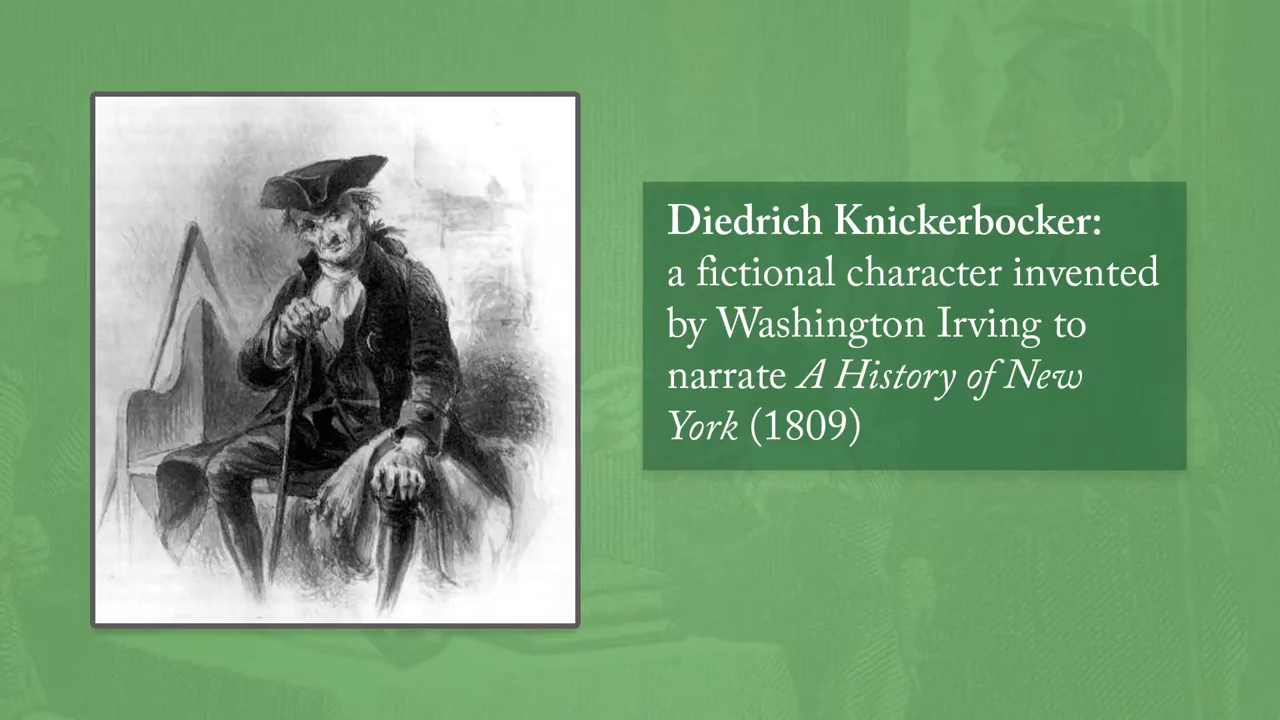 Diedrich Knickerbocker:
a fictional character invented
by Washington Irving to
narrate A History of New
York (1809)